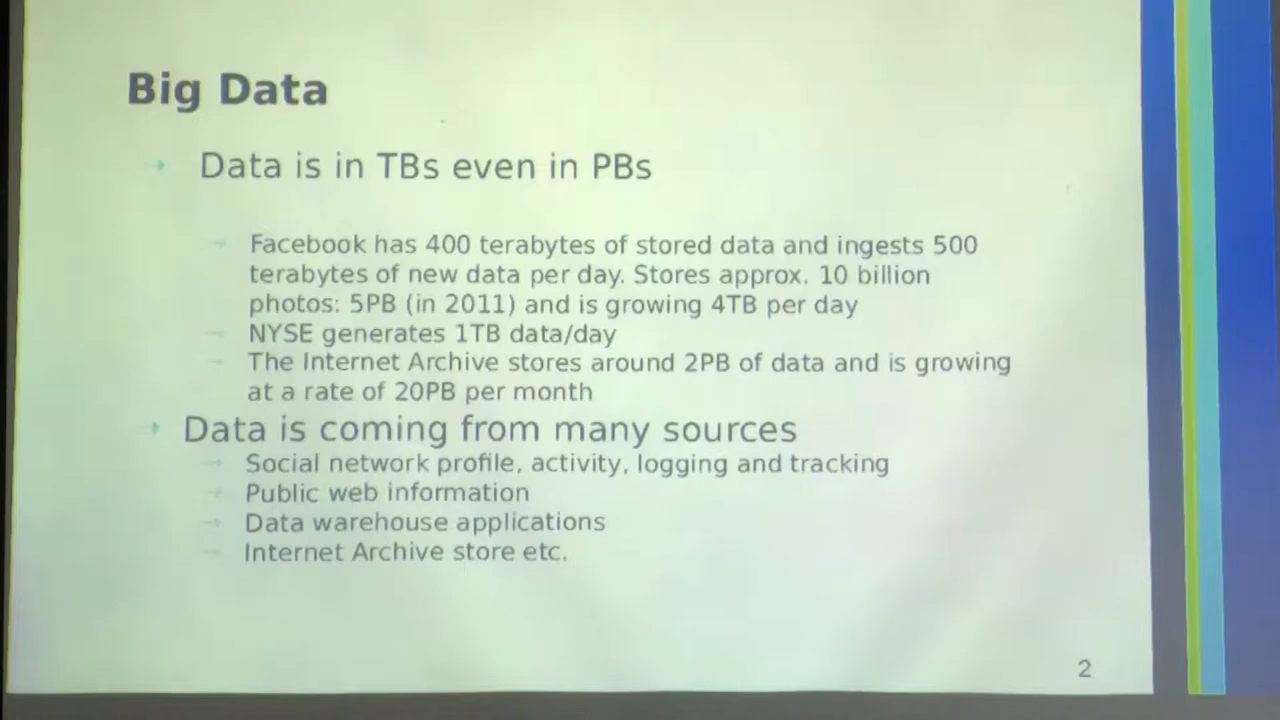 Big Data
Data is in TBs even in PBs
Facebook has 400 terabytes of stored data and ingests 500
terabytes of new data per day. Stores approx. 10 billion
photos: 5PB (in 2011) and is growing 4TB per day
NYSE generates 1TB data/day
The Internet Archive stores around 2PB of data and is growing
at a rate of 20PB per month
Data is coming from many sources
Social network profile, activity, logging and tracking
Public web information
Data warehouse applications
Internet Archive store etc.
2